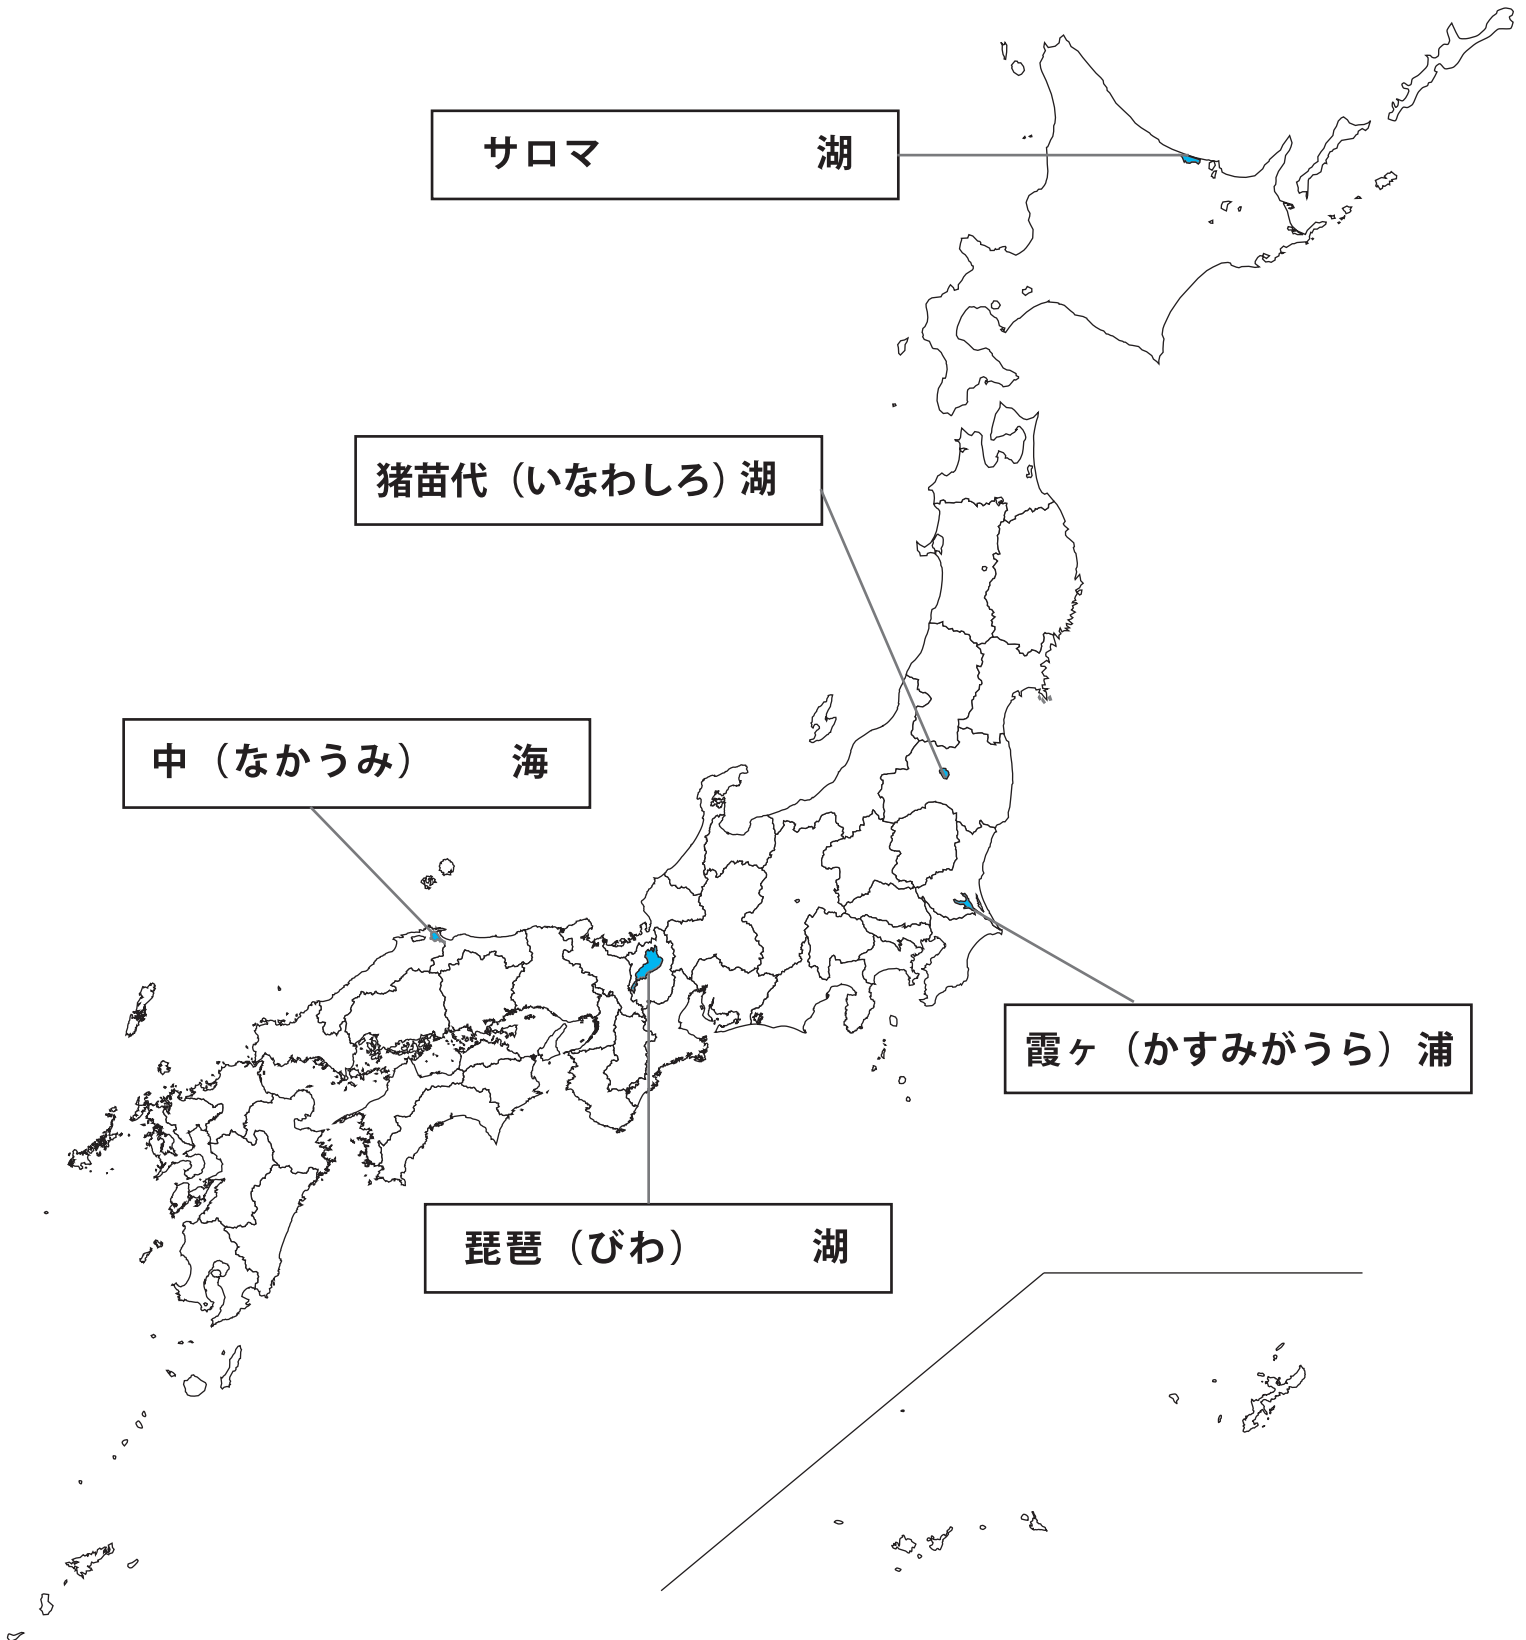 サロマ 湖
猪苗代（いなわしろ）湖
中（なかうみ） 海
霞ヶ（かすみがうら）浦
琵琶（びわ） 湖